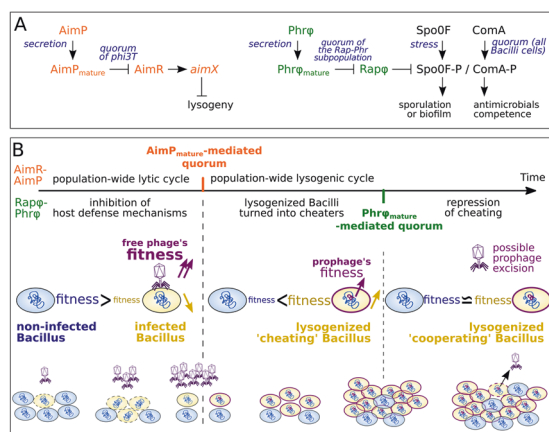 A
AimP
secretion
quorum of phi3T
AimPmature
AimR
aimX
lysogeny
Phrφ
secretion
quorum of the Rap-Phr subpopulation
Phrφmature
Rapφ
Spo0F
ComA
stress
quorum (all Bacilli cells)
Spo0F-P / ComA-P
sporulation or biofilm
antimicrobials competence
B
AimPmature-mediated quorum
AimR-AimP
population-wide lytic cycle
population-wide lysogenic cycle
Time
Rapφ-Phrφ
inhibition of host defense mechanisms
lysogenized Bacilli turned into cheaters
Phrφmature-mediated quorum
repression of cheating
free phage's fitness
prophage's fitness
possible prophage excision
fitness > fitness
fitness < fitness
fitness ≃ fitness
non-infected Bacillus
infected Bacillus
lysogenized 'cheating' Bacillus
lysogenized 'cooperating' Bacillus